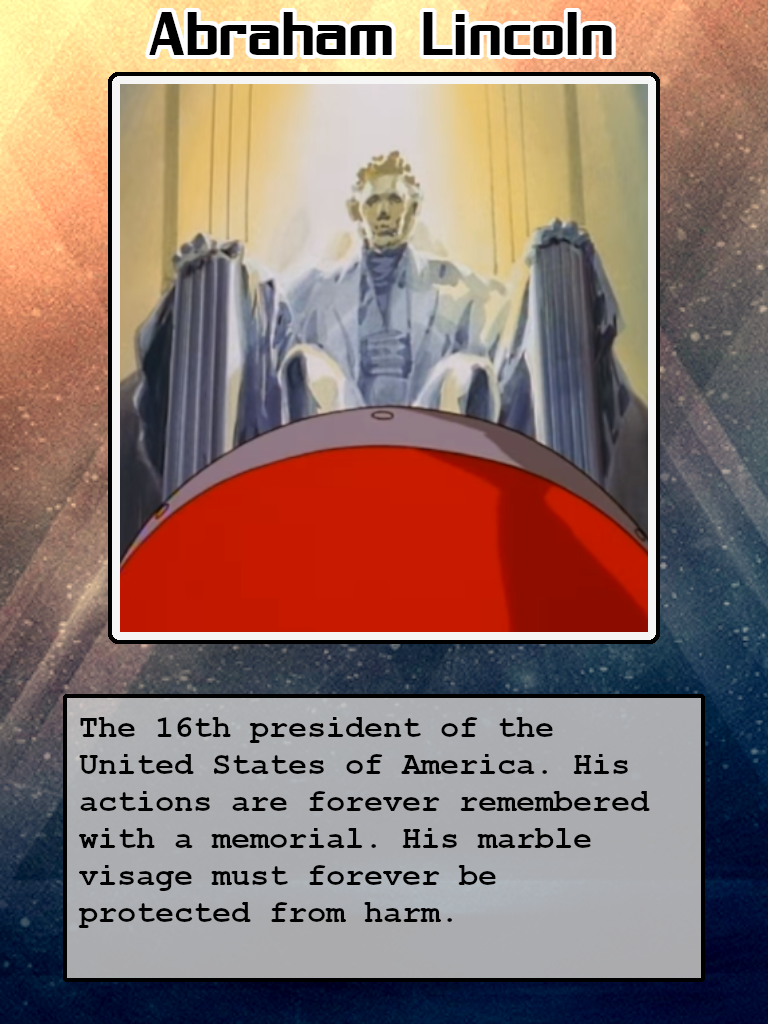 Abraham Lincoln
The 16th president of the
United States of America. His
actions are forever remembered
with a memorial. His marble
visage must forever be
protected from harm.